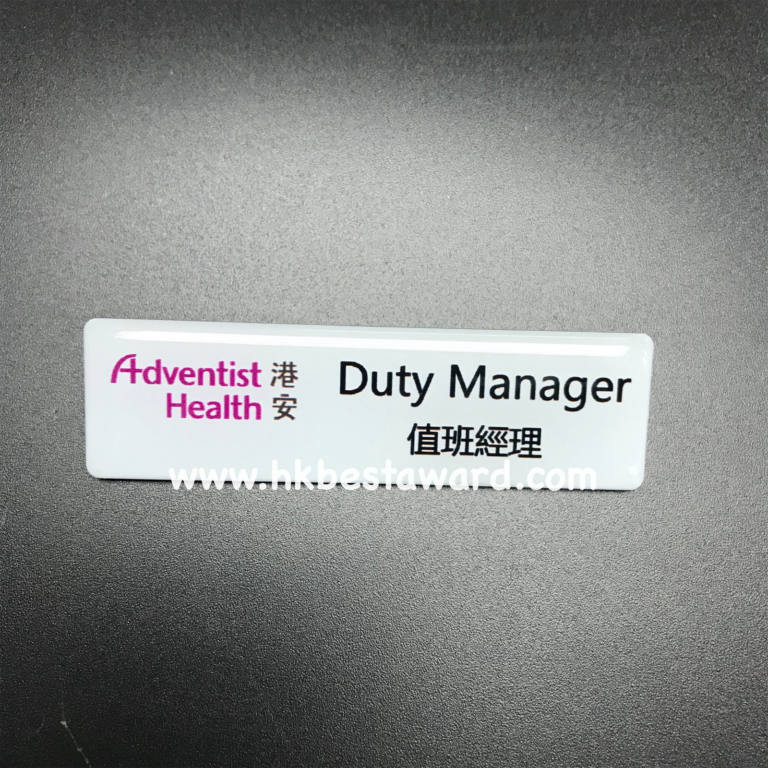 Adventist 港
Health 安
Duty Manager
值班經理
www.hkbestaward.com